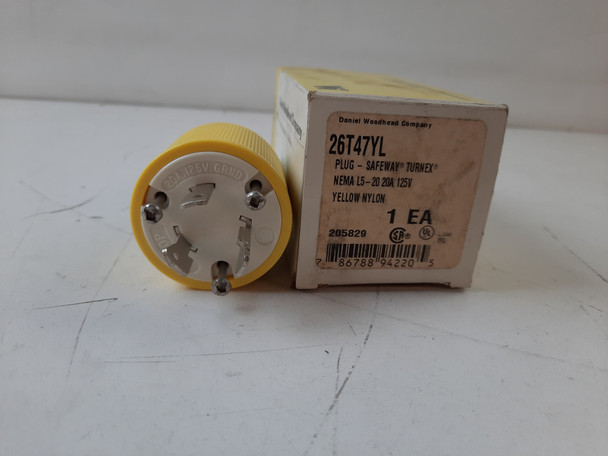 Daniel Woodhead Company
26T47YL
PLUG - SAFEWAY® TURNEX®
NEMA L5-20 20A 125V
YELLOW NYLON
1 EA
205829
7 86788 94220 5
20A 125V GRND